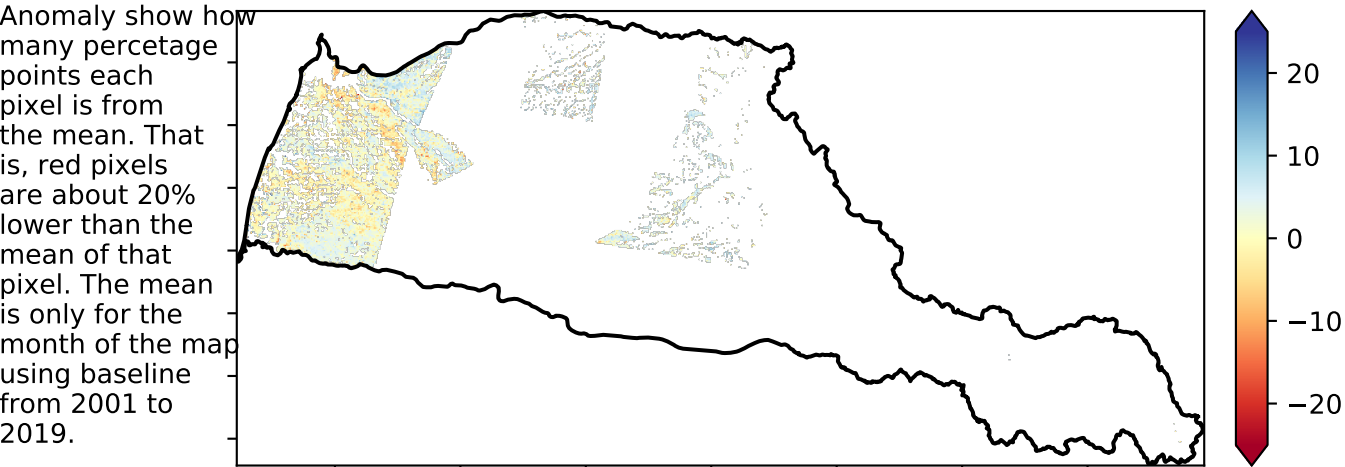 Anomaly show how
many percetage
points each
pixel is from
the mean. That
is, red pixels
are about 20%
lower than the
mean of that
pixel. The mean
is only for the
month of the map
using baseline
from 2001 to
2019.
20
10
0
−10
−20